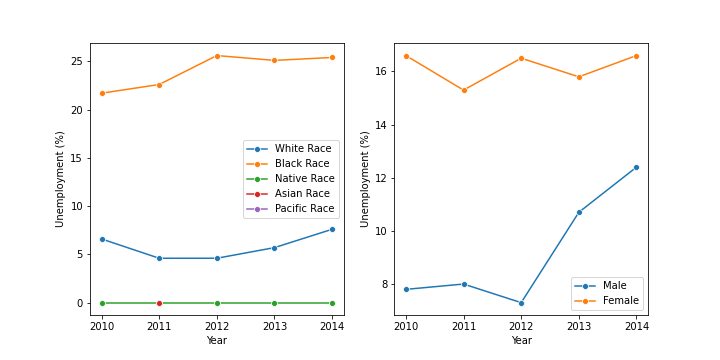 25
20
15
10
5
0
Unemployment (%)
2010 2011 2012 2013 2014
Year
White Race
Black Race
Native Race
Asian Race
Pacific Race
16
14
12
10
8
Unemployment (%)
2010 2011 2012 2013 2014
Year
Male
Female